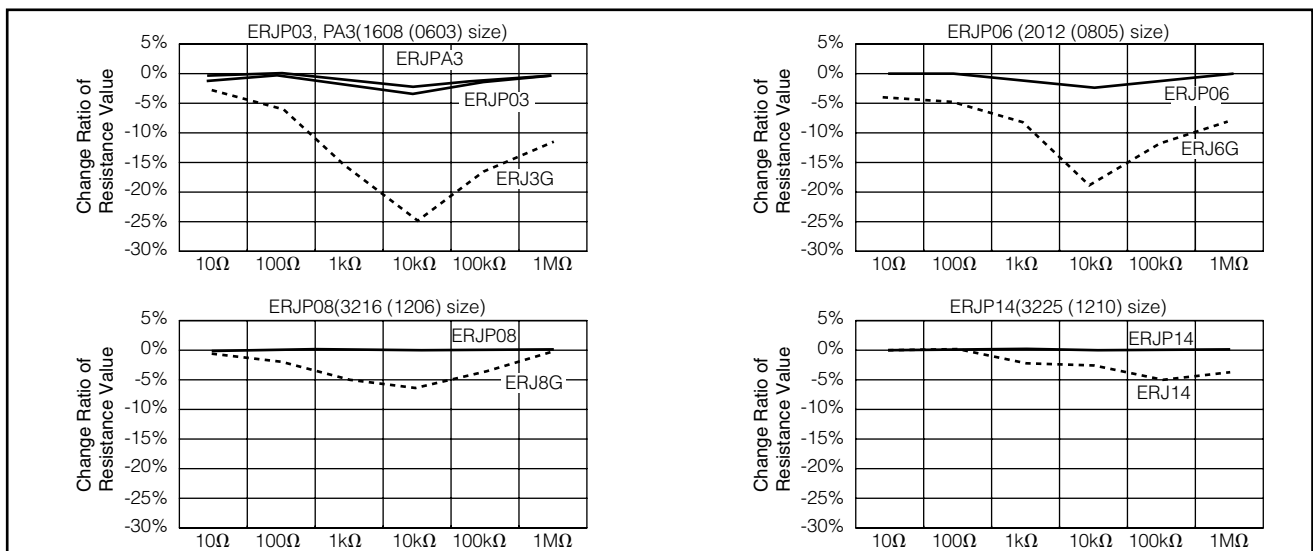 ERJP03, PA3(1608 (0603) size)
Change Ratio of
Resistance Value
5%
0%
-5%
-10%
-15%
-20%
-25%
-30%
ERJPA3
ERJP03
ERJ3G
10Ω 100Ω 1kΩ 10kΩ 100kΩ 1MΩ
ERJP06 (2012 (0805) size)
Change Ratio of
Resistance Value
5%
0%
-5%
-10%
-15%
-20%
-25%
-30%
ERJP06
ERJ6G
10Ω 100Ω 1kΩ 10kΩ 100kΩ 1MΩ
ERJP08(3216 (1206) size)
Change Ratio of
Resistance Value
5%
0%
-5%
-10%
-15%
-20%
-25%
-30%
ERJP08
ERJ8G
10Ω 100Ω 1kΩ 10kΩ 100kΩ 1MΩ
ERJP14(3225 (1210) size)
Change Ratio of
Resistance Value
5%
0%
-5%
-10%
-15%
-20%
-25%
-30%
ERJP14
ERJ14
10Ω 100Ω 1kΩ 10kΩ 100kΩ 1MΩ